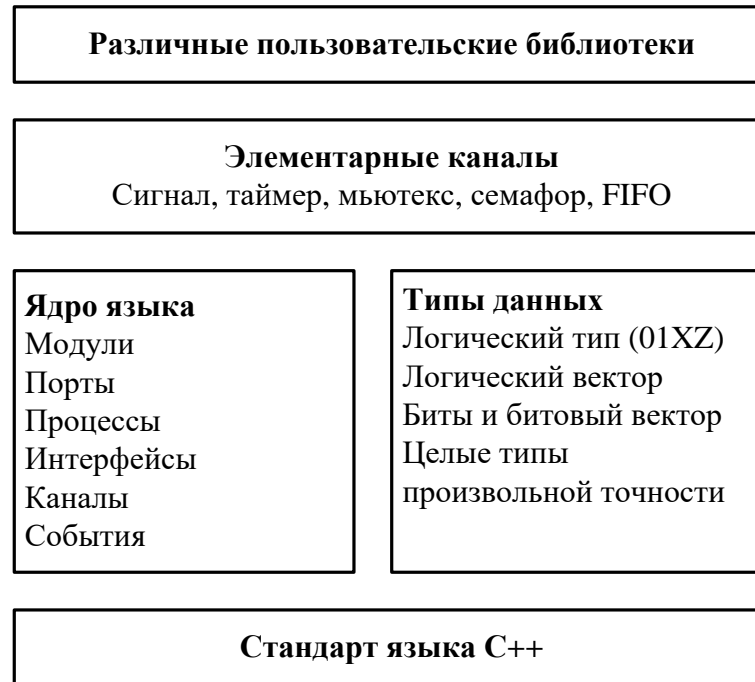 Различные пользовательские библиотеки
Элементарные каналы
Сигнал, таймер, мьютекс, семафор, FIFO
Ядро языка
Модули
Порты
Процессы
Интерфейсы
Каналы
События
Типы данных
Логический тип (01XZ)
Логический вектор
Биты и битовый вектор
Целые типы
произвольной точности
Стандарт языка C++